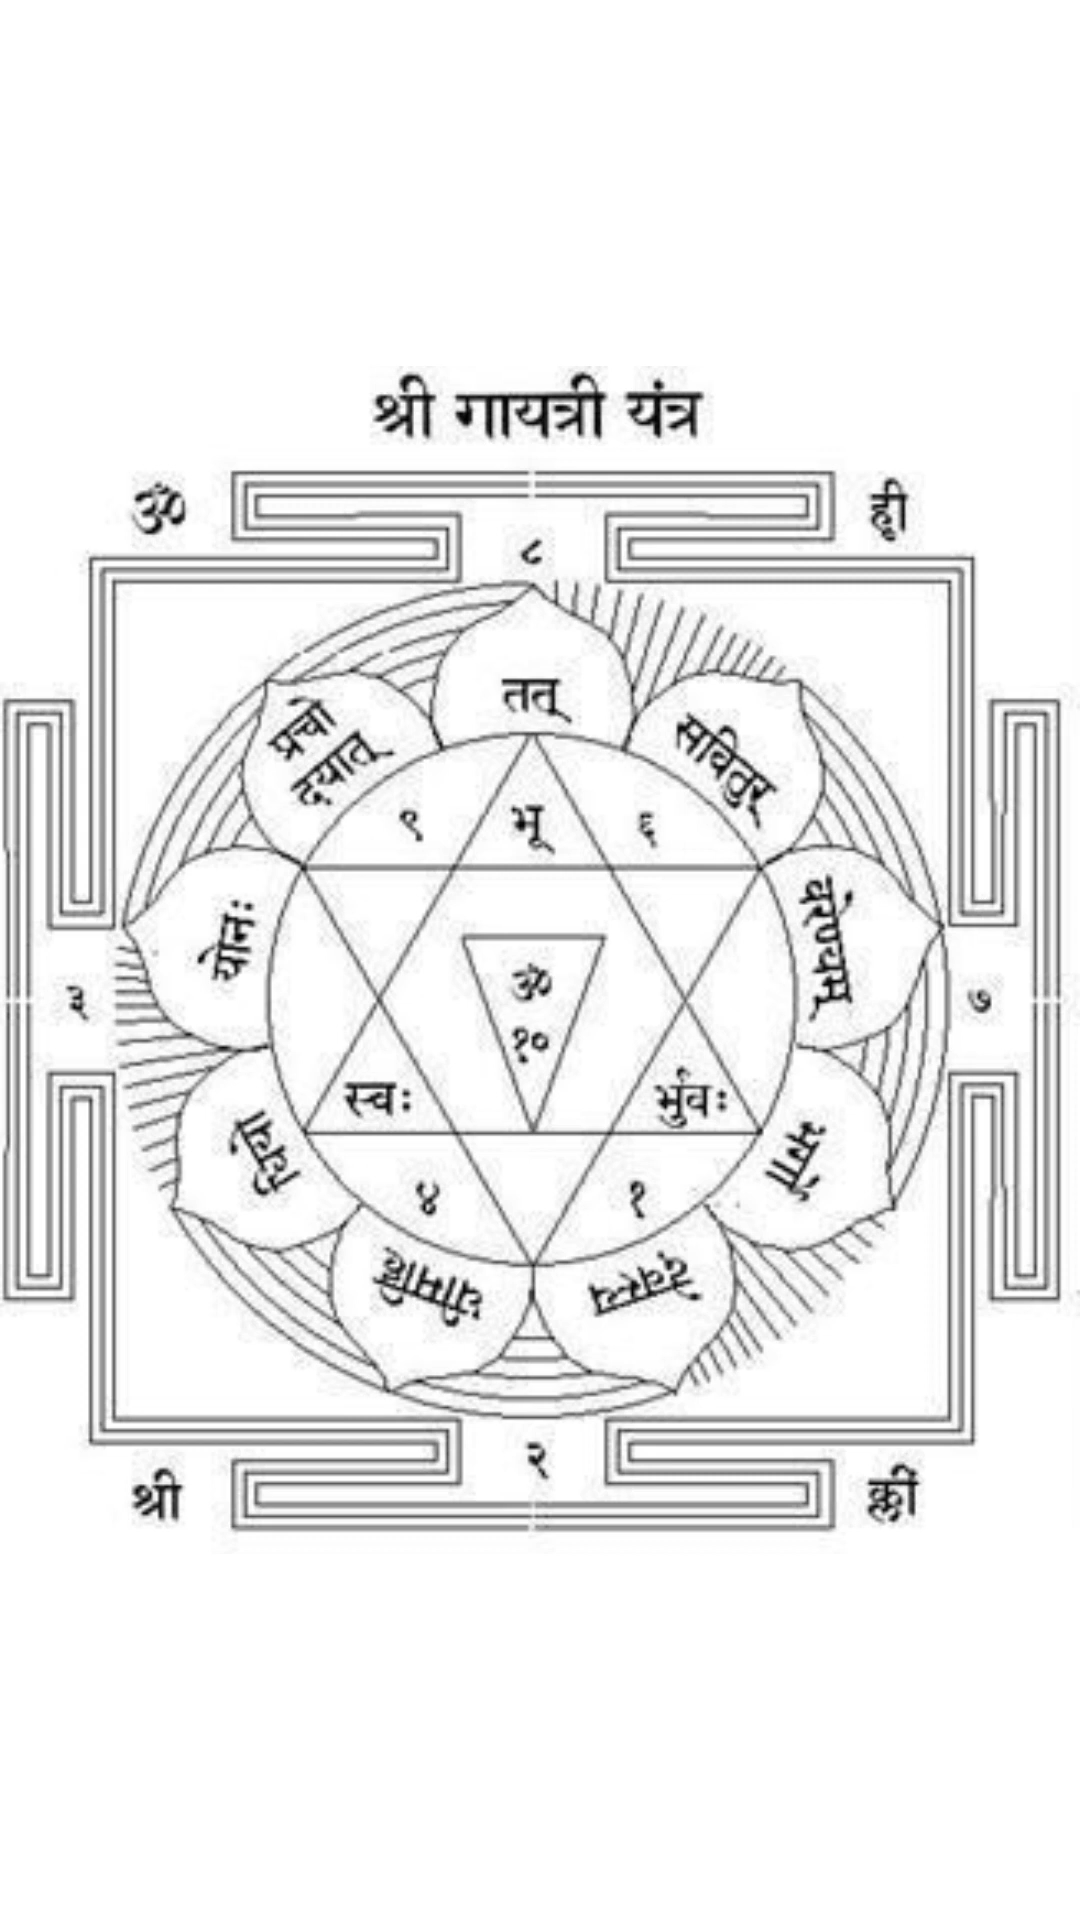 श्री गायत्री यंत्र
ॐ
ह्रीं
८
तत्
सवितुर्
वरेण्यम्
भर्गो
देवस्य
धीमहि
धियो
योनः
प्रचो
दयात्
९
भू
६
ॐ
१०
स्वः
र्भुवः
४
१
३
७
२
श्री
क्लीं